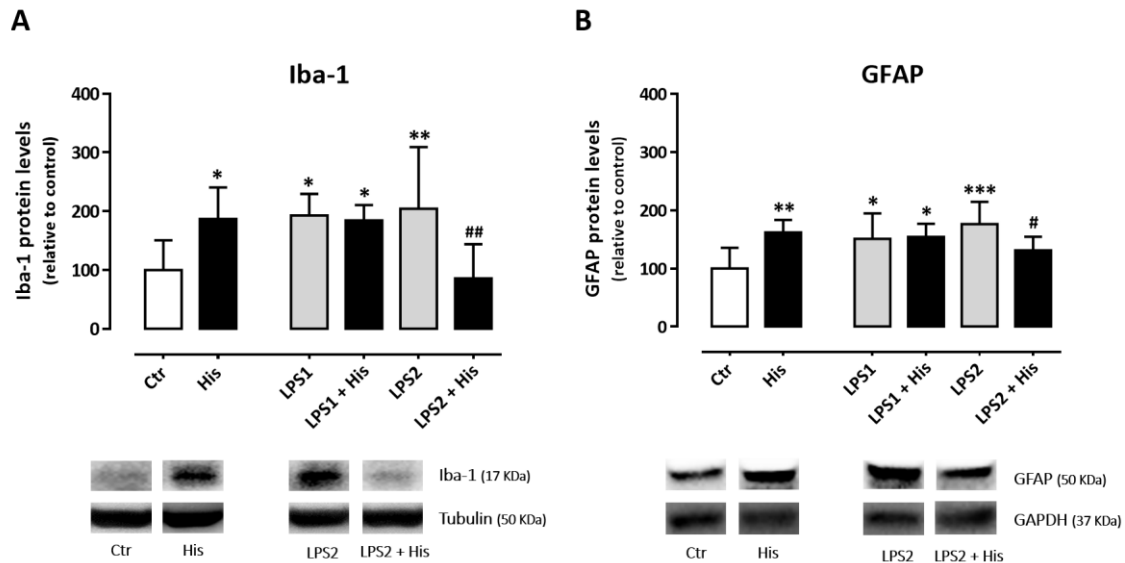 A
B
Iba-1
GFAP
Iba-1 protein levels
(relative to control)
400
300
200
100
0
*
*
*
**
##
Ctr
His
LPS1
LPS1 + His
LPS2
LPS2 + His
GFAP protein levels
(relative to control)
400
300
200
100
0
**
*
*
***
#
Ctr
His
LPS1
LPS1 + His
LPS2
LPS2 + His
Iba-1 (17 KDa)
Tubulin (50 KDa)
Ctr
His
LPS2
LPS2 + His
GFAP (50 KDa)
GAPDH (37 KDa)
Ctr
His
LPS2
LPS2 + His